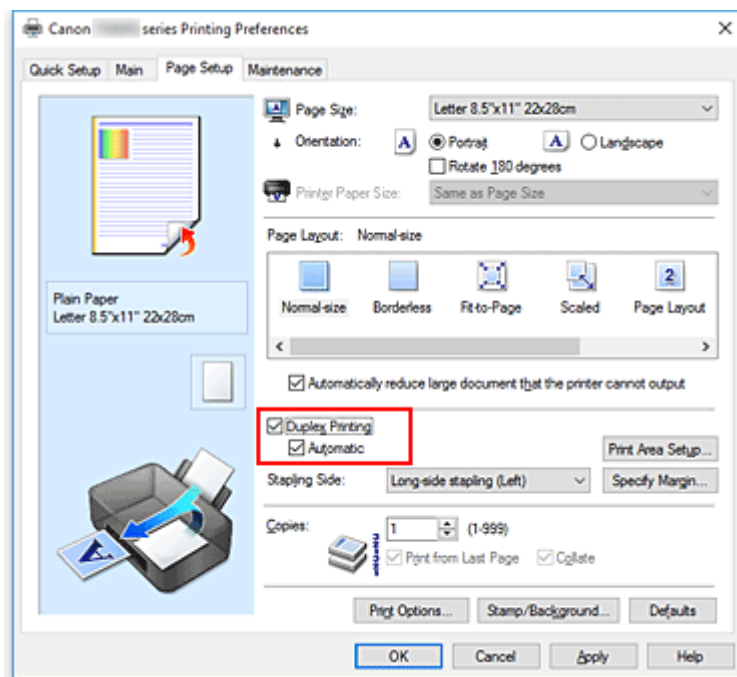 Canon series Printing Preferences
Quick Setup Main Page Setup Maintenance
Page Size: Letter 8.5"x11" 22x28cm
Orientation: A Portrait A Landscape
Rotate 180 degrees
Printer Paper Size: Same as Page Size
Page Layout: Normal-size
2
Normal-size Borderless Fit-to-Page Scaled Page Layout
Plain Paper
Letter 8.5"x11" 22x28cm
Automatically reduce large document that the printer cannot output
Duplex Printing
Automatic
Print Area Setup...
Stapling Side: Long-side stapling (Left) Specify Margin...
Copies: 1 (1-999)
Print from Last Page Collate
A
Print Options... Stamp/Background... Defaults
OK Cancel Apply Help